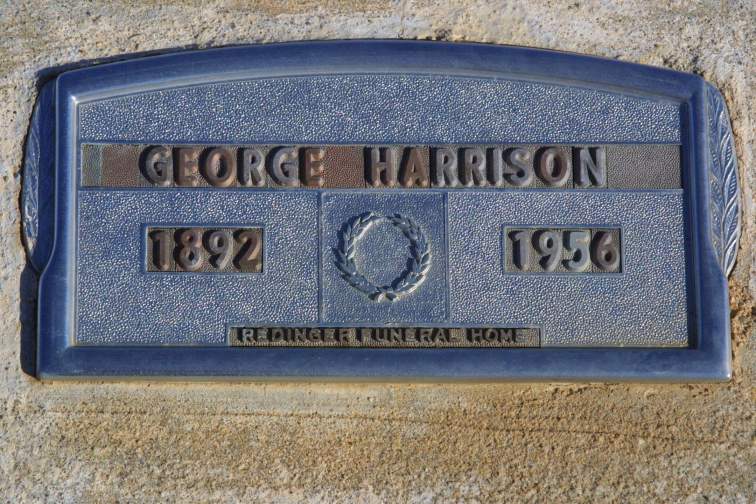 GEORGE HARRISON
1892 1956
REDINGER FUNERAL HOME